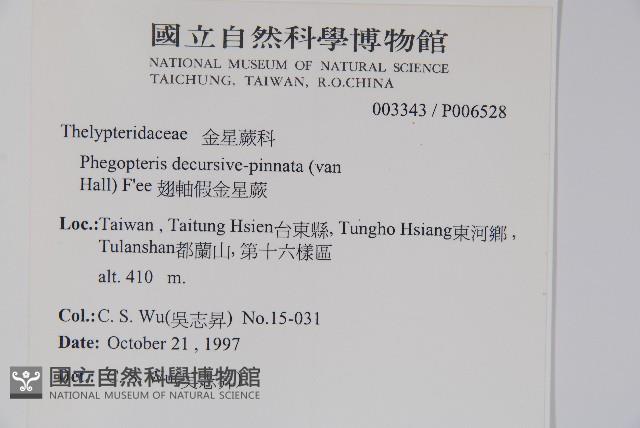 國立自然科學博物館
NATIONAL MUSEUM OF NATURAL SCIENCE
TAICHUNG, TAIWAN, R.O.CHINA
003343 / P006528
Thelypteridaceae 金星蕨科
Phegopteris decursive-pinnata (van
Hall) F'ee 翅軸假金星蕨
Loc.:Taiwan , Taitung Hsien台東縣, Tungho Hsiang東河鄉 ,
Tulanshan都蘭山, 第十六樣區
alt. 410 m.
Col.:C. S. Wu(吳志昇) No.15-031
Date: October 21 , 1997
國立自然科學博物館
NATIONAL MUSEUM OF NATURAL SCIENCE